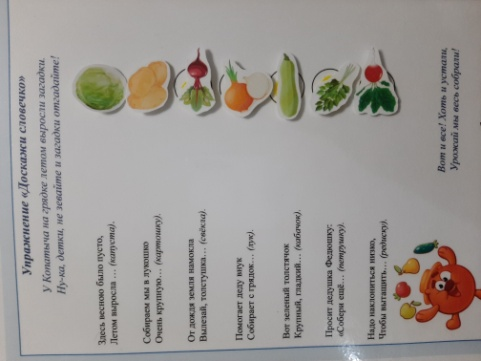 Упражнение «Доскажи словечко»
У Копатыча на грядке летом выросли загадки.
Ну-ка, детки, не зевайте и загадки отгадайте!
Здесь весною было пусто,
Летом выросла … (капуста).
Собираем мы в лукошко
Очень крупную… (картошку).
От дождя земля намокла
Вылезай, толстушка… (свёкла).
Помогает деду внук
Собирает с грядок… (лук).
Вот зеленый толстячок
Крупный, гладкий… (кабачок).
Просит дедушка Федюшку:
«Собери ещё… (петрушку).
Надо наклониться низко,
Чтобы вытащить… (редиску).
Вот и все! Хоть и устали,
Урожай мы весь собрали!